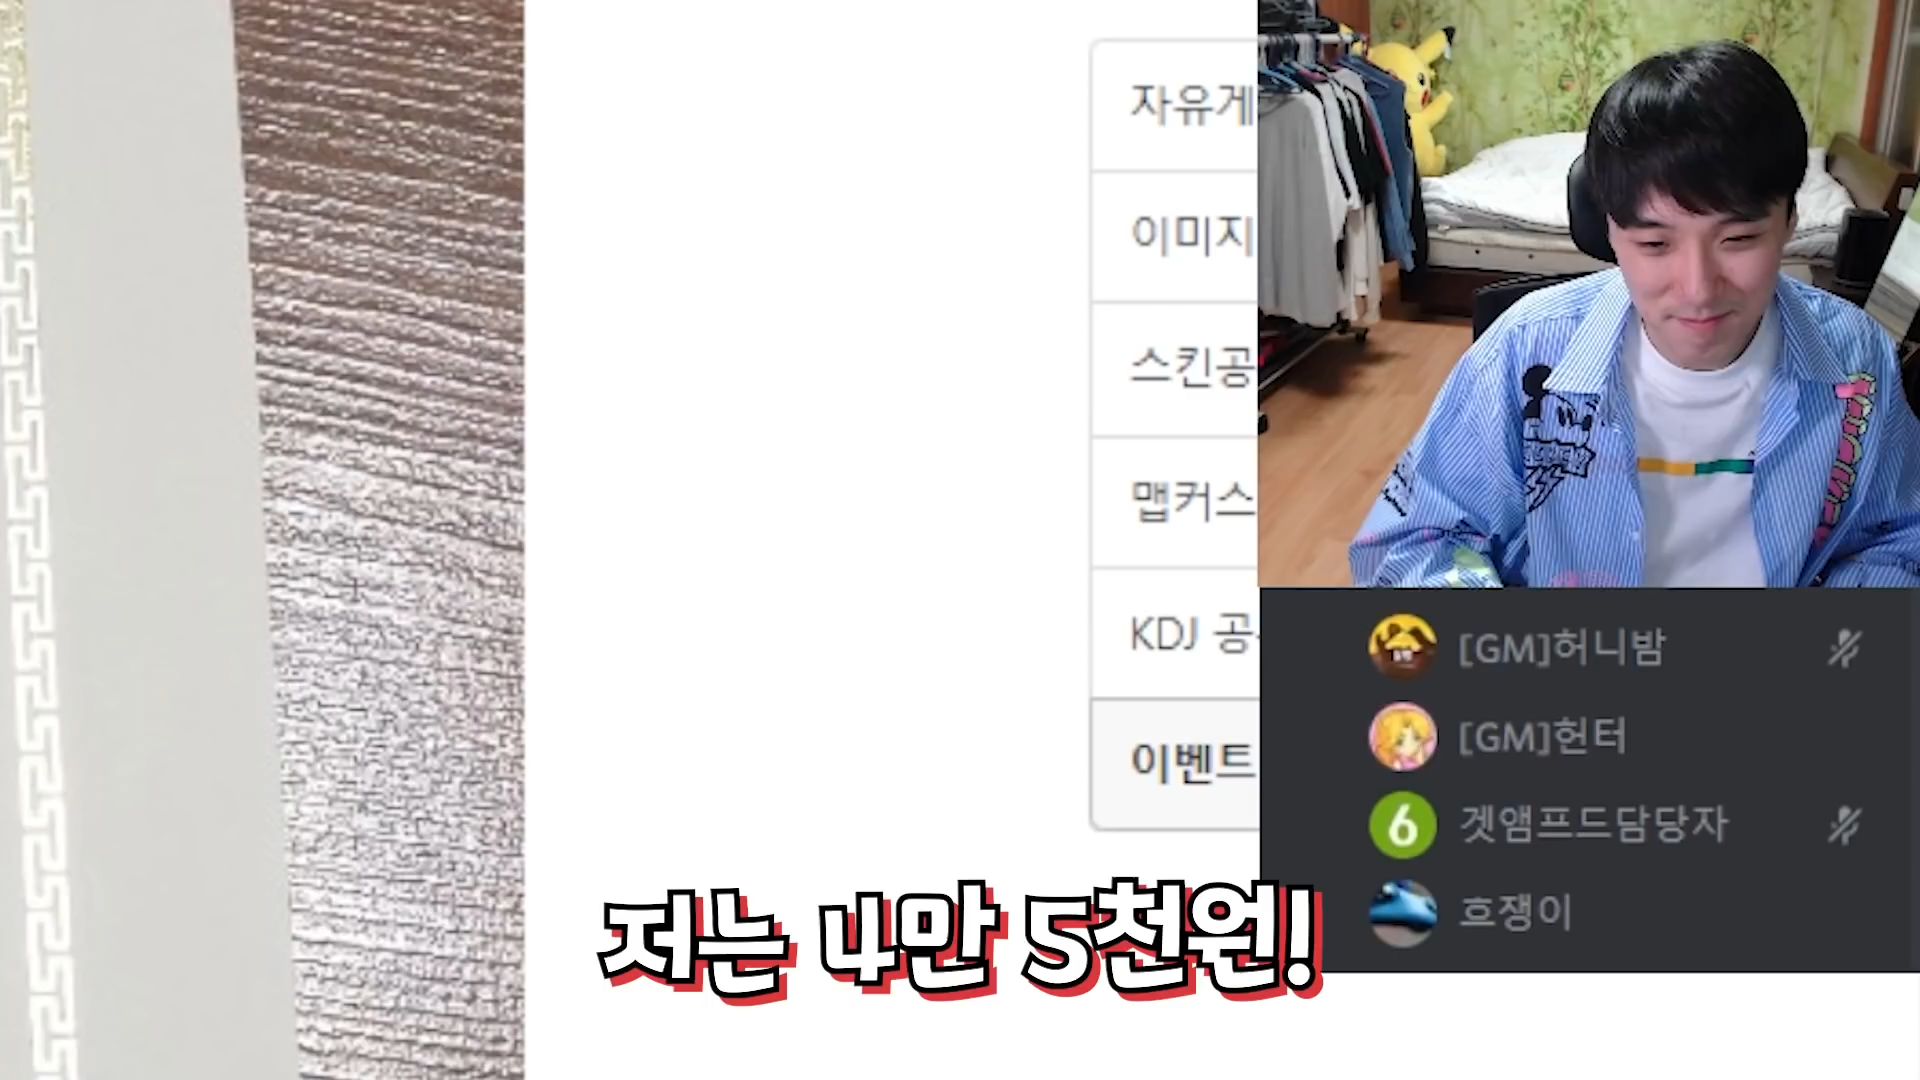 자유게
이미지
스킨공
맵커스
KDJ 공
이벤트
[GM]허니밤
[GM]헌터
6 겟앰프드담당자
흐쟁이
저는 4만 5천원!